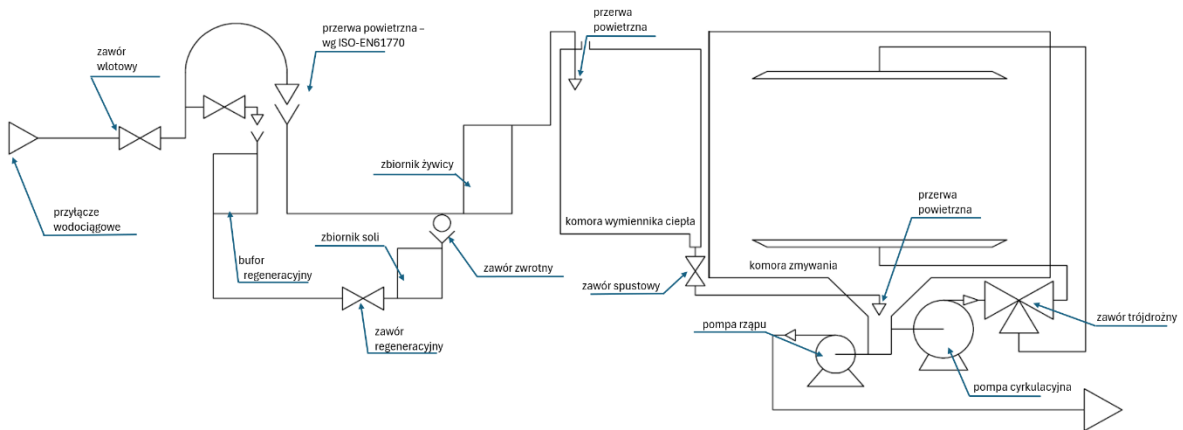 zawór
wlotowy
przerwa powietrzna –
wg ISO-EN61770
przerwa
powietrzna
zbiornik żywicy
przyłącze
wodociągowe
bufor
regeneracyjny
zbiornik soli
zawór zwrotny
zawór
regeneracyjny
komora wymiennika ciepła
zawór spustowy
komora zmywania
przerwa
powietrzna
pompa rząpu
zawór trójdrożny
pompa cyrkulacyjna